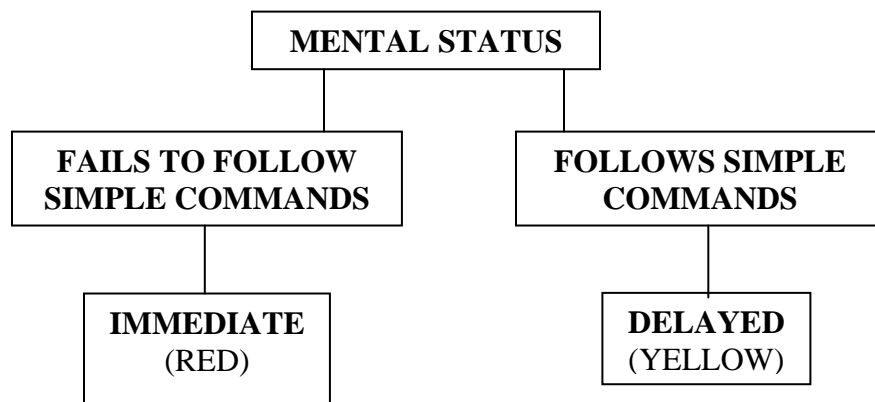 MENTAL STATUS
FAILS TO FOLLOW
SIMPLE COMMANDS
FOLLOWS SIMPLE
COMMANDS
IMMEDIATE
(RED)
DELAYED
(YELLOW)